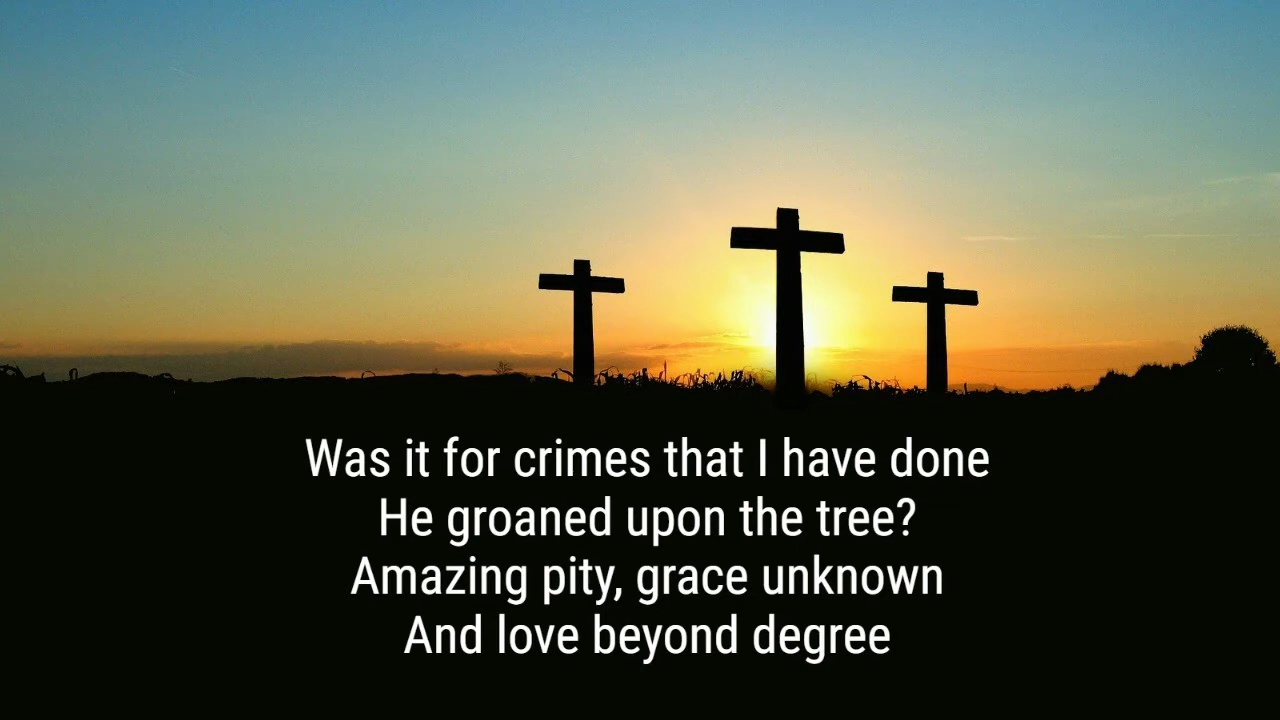 Was it for crimes that I have done
He groaned upon the tree?
Amazing pity, grace unknown
And love beyond degree